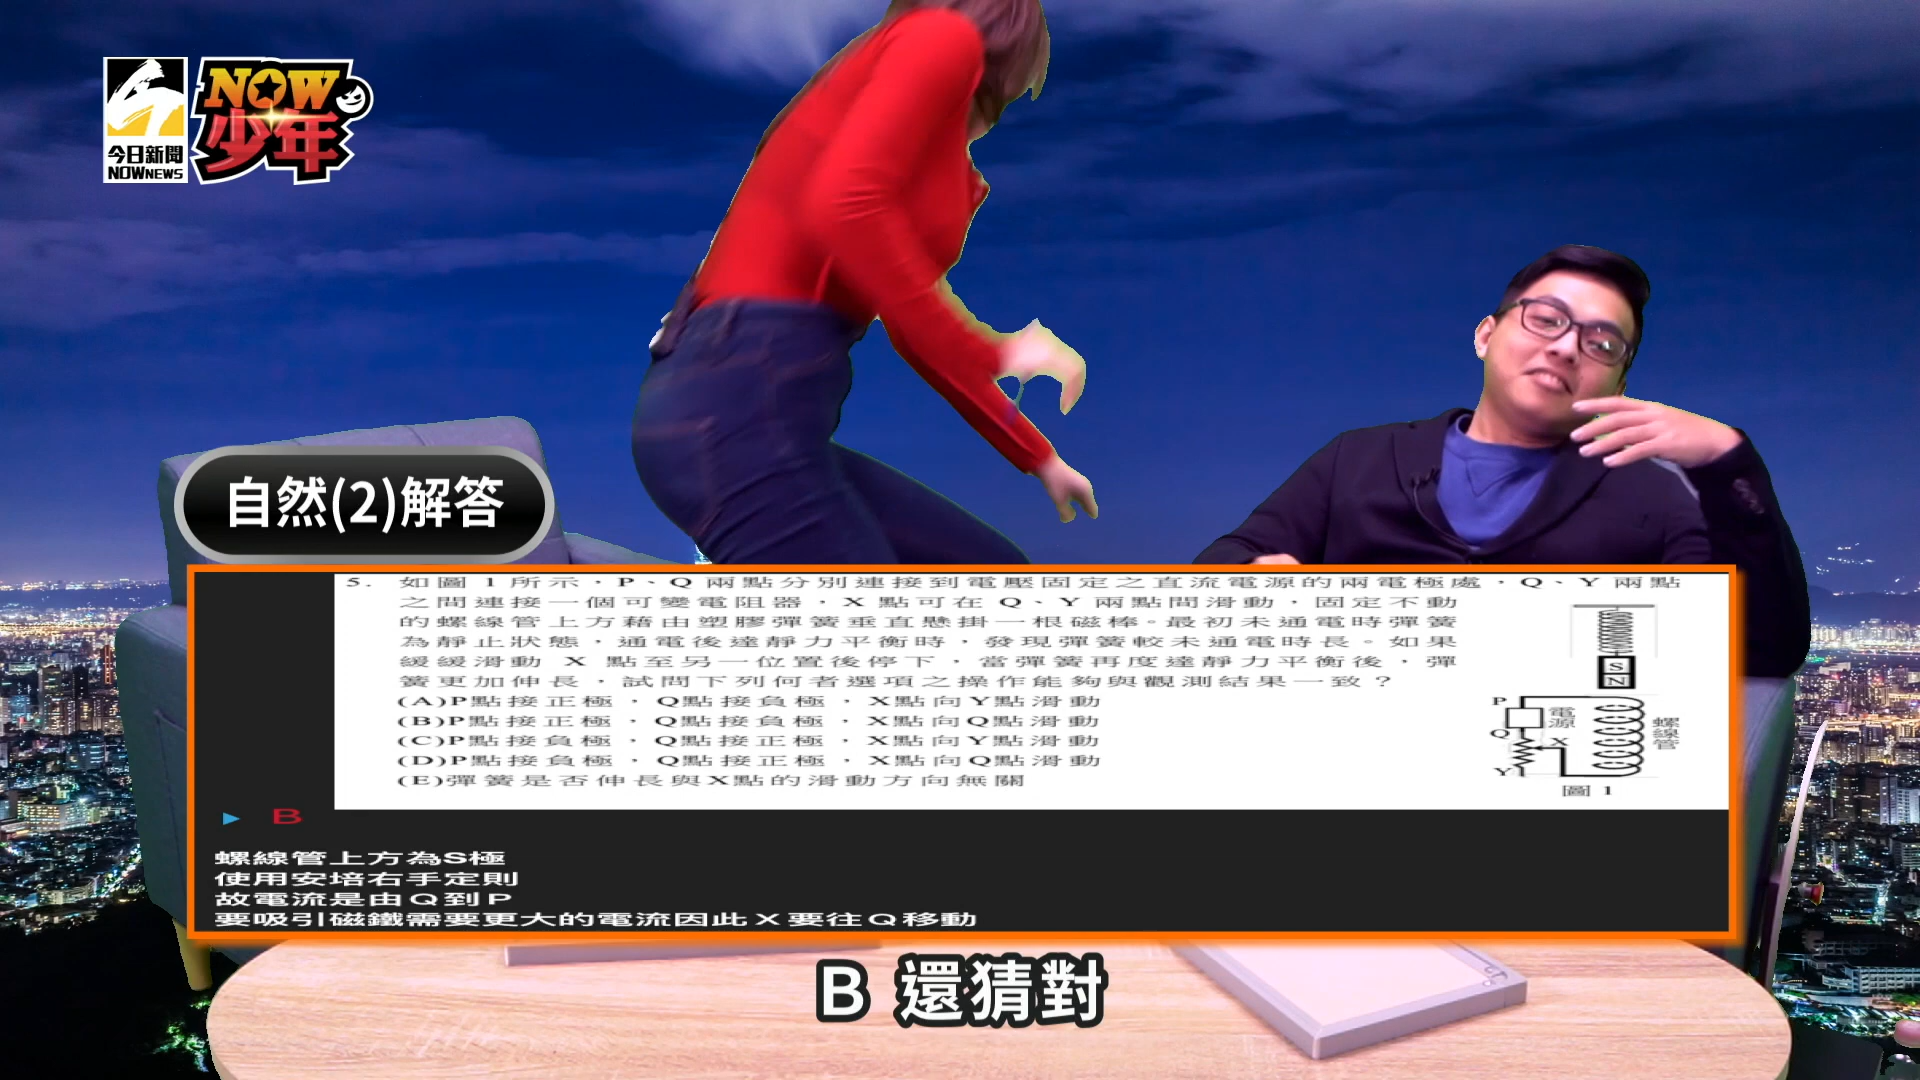 今日新聞
NOWNEWS
NOW
少年
自然(2)解答
5. 如圖 1 所示，P、Q 兩點分別連接到電壓固定之直流電源的兩電極處，Q、Y 兩點
之間連接一個可變電阻器，X 點可在 Q、Y 兩點間滑動，固定不動
的螺線管上方藉由塑膠彈簧垂直懸掛一根磁棒。最初未通電時彈簧
為靜止狀態，通電後達靜力平衡時，發現彈簧較未通電時長。如果
緩緩滑動 X 點至另一位置後停下，當彈簧再度達靜力平衡後，彈
簧更加伸長，試問下列何者選項之操作能夠與觀測結果一致？
(A)P點接正極，Q點接負極，X點向Y點滑動
(B)P點接正極，Q點接負極，X點向Q點滑動
(C)P點接負極，Q點接正極，X點向Y點滑動
(D)P點接負極，Q點接正極，X點向Q點滑動
(E)彈簧是否伸長與X點的滑動方向無關
S
N
P
電源
Q
X
Y
螺線管
圖 1
B
螺線管上方為S極
使用安培右手定則
故電流是由Q到P
要吸引磁鐵需要更大的電流因此X要往Q移動
B 還猜對